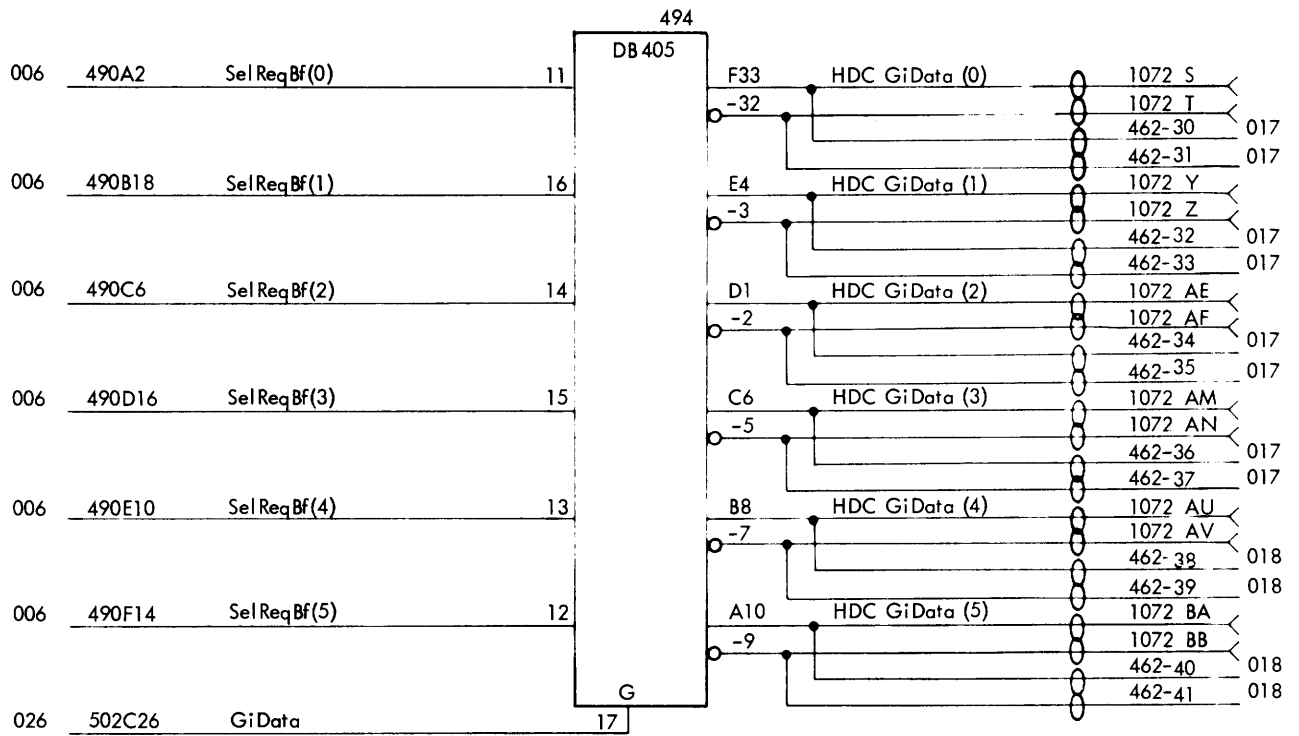 494
DB405
006 490A2 SelReqBf(0) 11 F33 HDC GiData (0) 1072 S
-32 1072 T
462-30 017
462-31 017
006 490B18 SelReqBf(1) 16 E4 HDC GiData (1) 1072 Y
-3 1072 Z
462-32 017
462-33 017
006 490C6 SelReqBf(2) 14 D1 HDC GiData (2) 1072 AE
-2 1072 AF
462-34 017
462-35 017
006 490D16 SelReqBf(3) 15 C6 HDC GiData (3) 1072 AM
-5 1072 AN
462-36 017
462-37 017
006 490E10 SelReqBf(4) 13 B8 HDC GiData (4) 1072 AU
-7 1072 AV
462-38 018
462-39 018
006 490F14 SelReqBf(5) 12 A10 HDC GiData (5) 1072 BA
-9 1072 BB
462-40 018
462-41 018
G
026 502C26 GiData 17